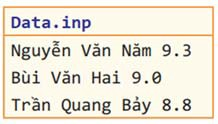 Data.inp
Nguyễn Văn Năm 9.3
Bùi Văn Hai 9.0
Trần Quang Bảy 8.8